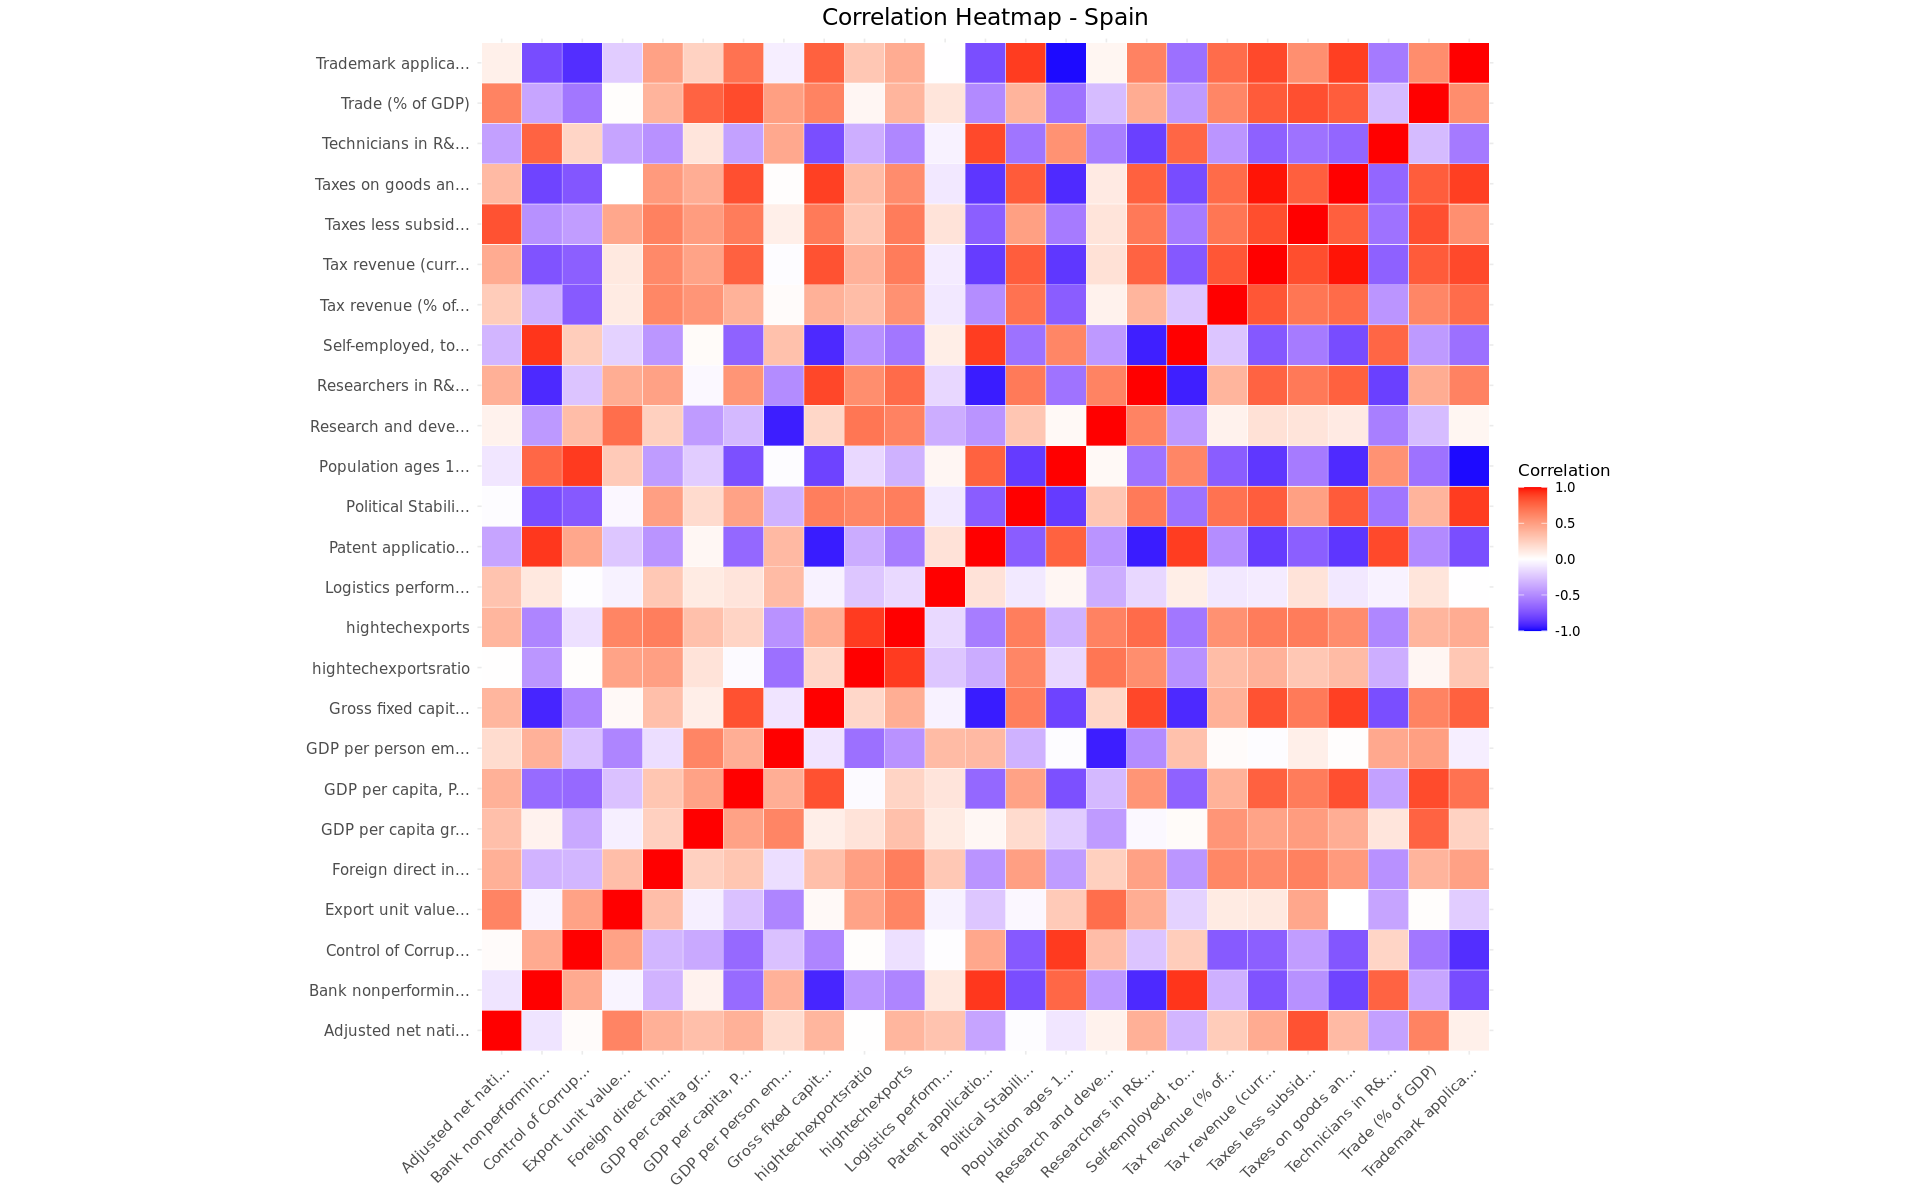 Correlation Heatmap - Spain
Trademark applica...
Trade (% of GDP)
Technicians in R&...
Taxes on goods an...
Taxes less subsid...
Tax revenue (curr...
Tax revenue (% of...
Self-employed, to...
Researchers in R&...
Research and deve...
Population ages 1...
Political Stabili...
Patent applicatio...
Logistics perform...
hightechexports
hightechexportsratio
Gross fixed capit...
GDP per person em...
GDP per capita, P...
GDP per capita gr...
Foreign direct in...
Export unit value...
Control of Corrup...
Bank nonperformin...
Adjusted net nati...
Adjusted net nati...
Bank nonperformin...
Control of Corrup...
Export unit value...
Foreign direct in...
GDP per capita gr...
GDP per capita, P...
GDP per person em...
Gross fixed capit...
hightechexportsratio
hightechexports
Logistics perform...
Patent applicatio...
Political Stabili...
Population ages 1...
Research and deve...
Researchers in R&...
Self-employed, to...
Tax revenue (% of...
Tax revenue (curr...
Taxes less subsid...
Taxes on goods an...
Technicians in R&...
Trade (% of GDP)
Trademark applica...
Correlation
1.0
0.5
0.0
-0.5
-1.0